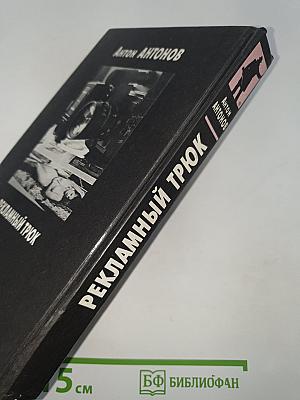 Антон АНТОНОВ
РЕКЛАМНЫЙ ТРЮК
Антон
АНТОНОВ
РЕКЛАМНЫЙ ТРЮК
5 см
БФ БИБЛИОФАН